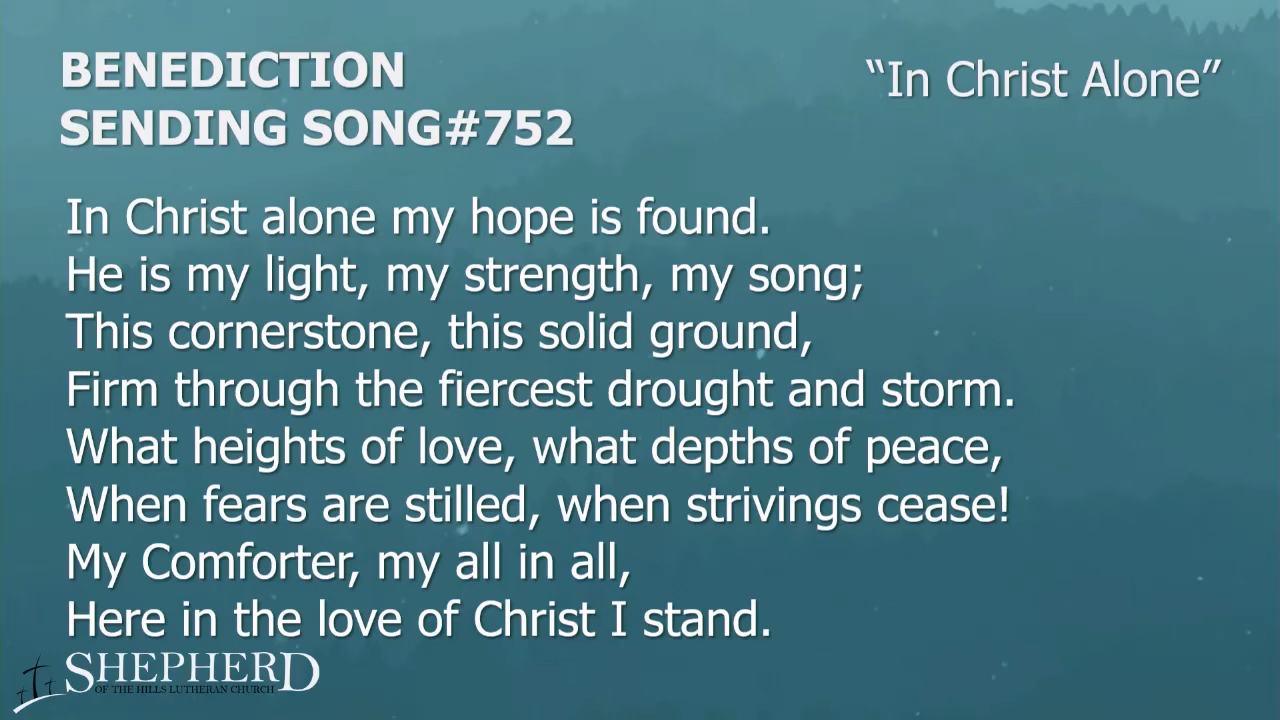 BENEDICTION
SENDING SONG#752
“In Christ Alone”
In Christ alone my hope is found.
He is my light, my strength, my song;
This cornerstone, this solid ground,
Firm through the fiercest drought and storm.
What heights of love, what depths of peace,
When fears are stilled, when strivings cease!
My Comforter, my all in all,
Here in the love of Christ I stand.
SHEPHERD
OF THE HILLS LUTHERAN CHURCH